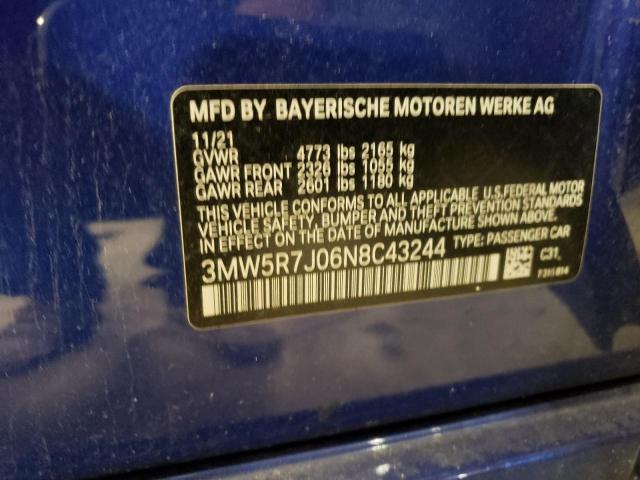 MFD BY BAYERISCHE MOTOREN WERKE AG
11/21
GVWR 4773 lbs 2165 kg
GAWR FRONT 2326 lbs 1055 kg
GAWR REAR 2601 lbs 1180 kg
THIS VEHICLE CONFORMS TO ALL APPLICABLE U.S. FEDERAL MOTOR
VEHICLE SAFETY, BUMPER AND THEFT PREVENTION STANDARDS
IN EFFECT ON THE DATE OF MANUFACTURE SHOWN ABOVE.
3MW5R7J06N8C43244 TYPE: PASSENGER CAR
C31